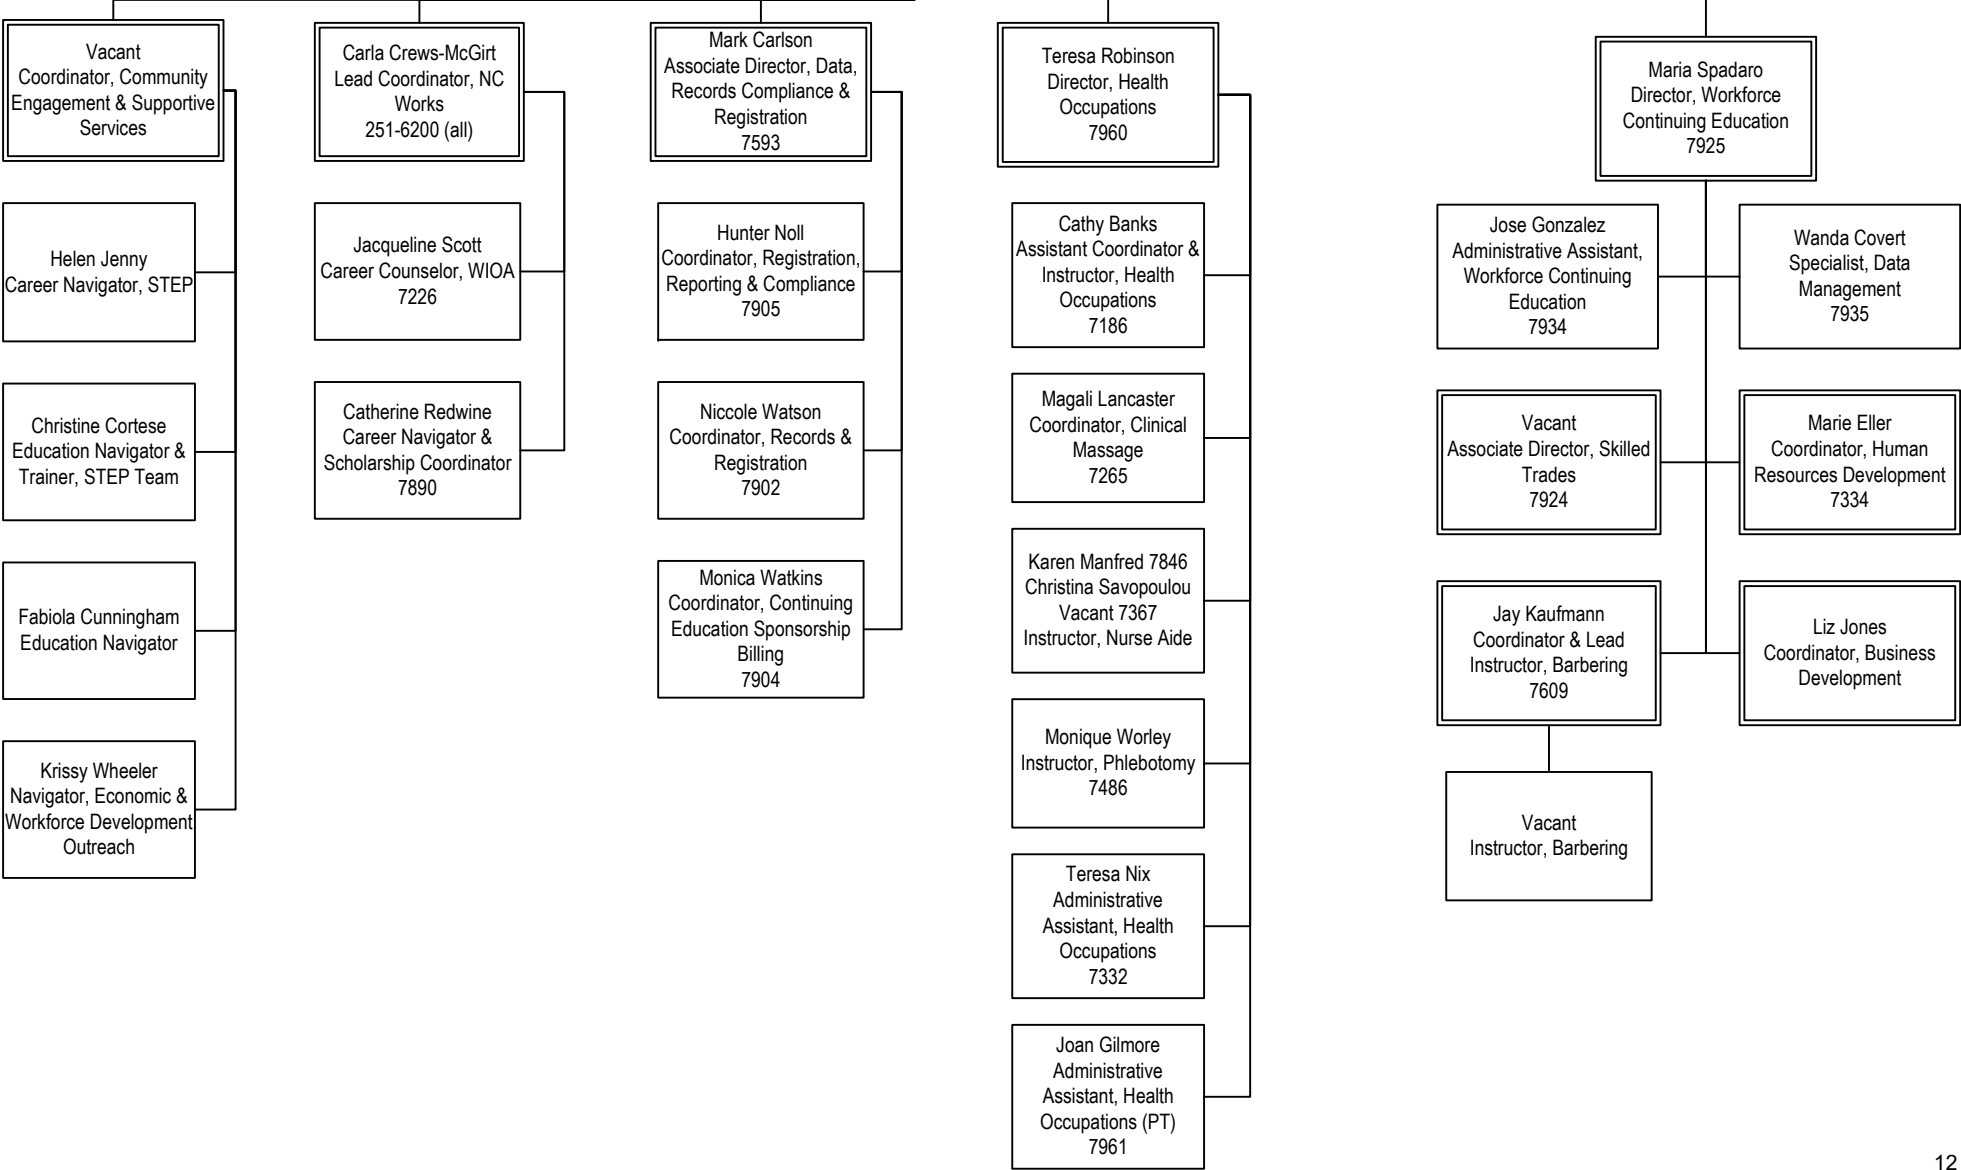 Vacant
Coordinator, Community
Engagement & Supportive
Services
Helen Jenny
Career Navigator, STEP
Christine Cortese
Education Navigator &
Trainer, STEP Team
Fabiola Cunningham
Education Navigator
Krissy Wheeler
Navigator, Economic &
Workforce Development
Outreach
Carla Crews-McGirt
Lead Coordinator, NC
Works
251-6200 (all)
Jacqueline Scott
Career Counselor, WIOA
7226
Catherine Redwine
Career Navigator &
Scholarship Coordinator
7890
Mark Carlson
Associate Director, Data,
Records Compliance &
Registration
7593
Hunter Noll
Coordinator, Registration,
Reporting & Compliance
7905
Niccole Watson
Coordinator, Records &
Registration
7902
Monica Watkins
Coordinator, Continuing
Education Sponsorship
Billing
7904
Teresa Robinson
Director, Health
Occupations
7960
Cathy Banks
Assistant Coordinator &
Instructor, Health
Occupations
7186
Magali Lancaster
Coordinator, Clinical
Massage
7265
Karen Manfred 7846
Christina Savopoulou
Vacant 7367
Instructor, Nurse Aide
Monique Worley
Instructor, Phlebotomy
7486
Teresa Nix
Administrative
Assistant, Health
Occupations
7332
Joan Gilmore
Administrative
Assistant, Health
Occupations (PT)
7961
Maria Spadaro
Director, Workforce
Continuing Education
7925
Jose Gonzalez
Administrative Assistant,
Workforce Continuing
Education
7934
Wanda Covert
Specialist, Data
Management
7935
Vacant
Associate Director, Skilled
Trades
7924
Marie Eller
Coordinator, Human
Resources Development
7334
Jay Kaufmann
Coordinator & Lead
Instructor, Barbering
7609
Liz Jones
Coordinator, Business
Development
Vacant
Instructor, Barbering
12